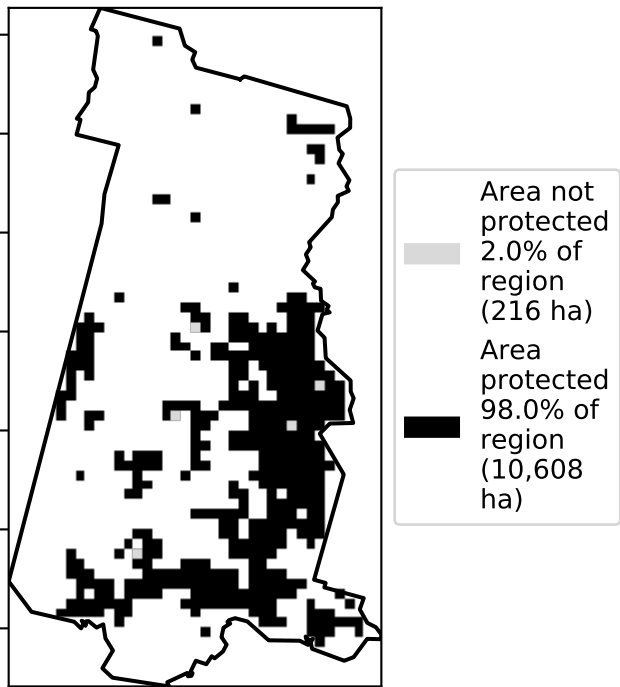 Area not
protected
2.0% of
region
(216 ha)
Area
protected
98.0% of
region
(10,608
ha)